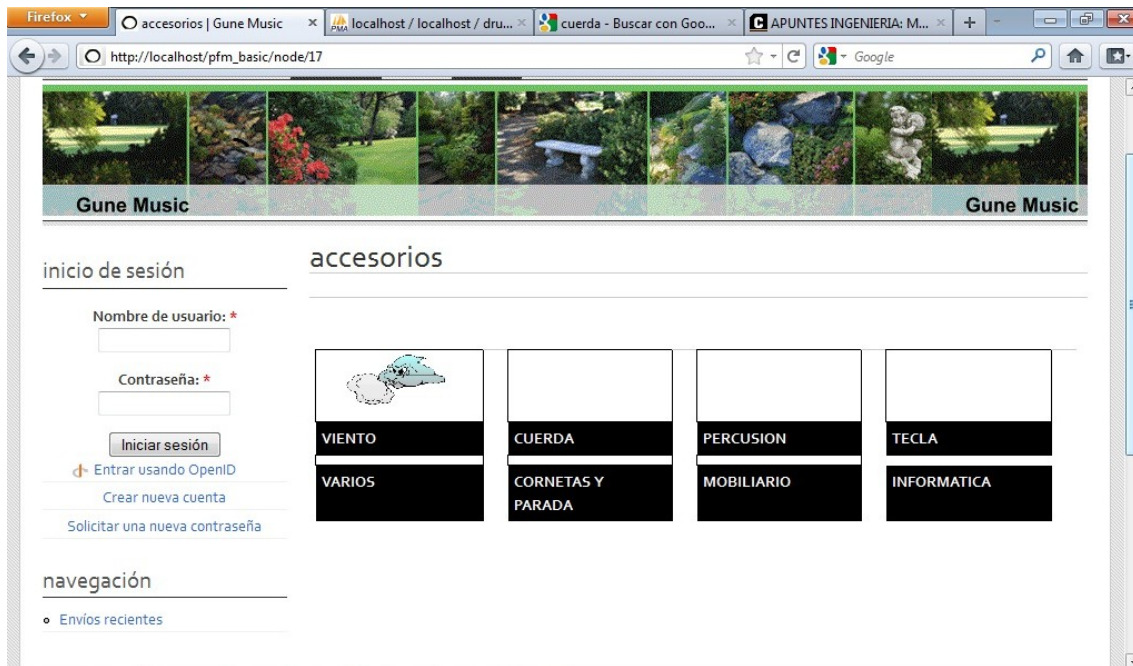 Firefox
accesorios | Gune Music
localhost / localhost / dru...
cuerda - Buscar con Goo...
APUNTES INGENIERIA: M...
http://localhost/pfm_basic/node/17
Google
Gune Music
Gune Music
inicio de sesión
Nombre de usuario: *
Contraseña: *
Iniciar sesión
Entrar usando OpenID
Crear nueva cuenta
Solicitar una nueva contraseña
navegación
Envíos recientes
accesorios
VIENTO
CUERDA
PERCUSION
TECLA
VARIOS
CORNETAS Y
PARADA
MOBILIARIO
INFORMATICA